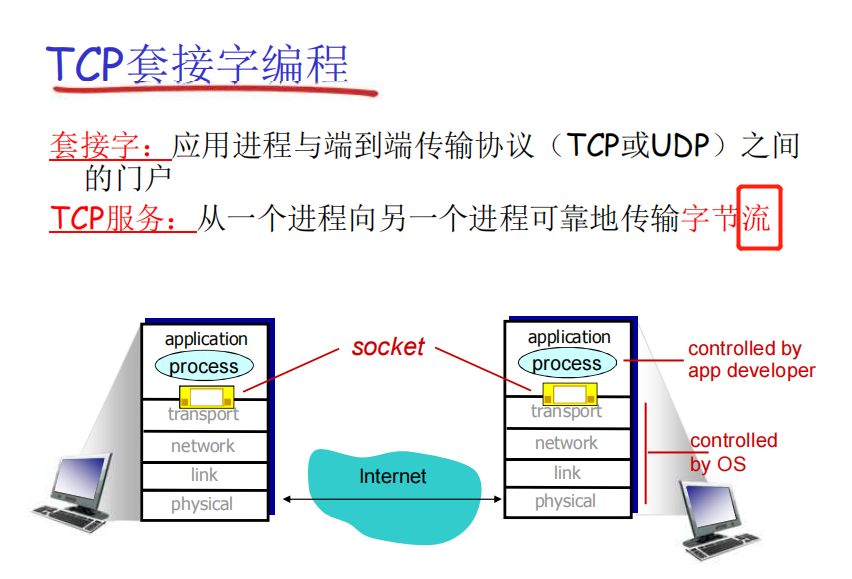 TCP套接字编程
套接字：应用进程与端到端传输协议（TCP或UDP）之间
的门户
TCP服务：从一个进程向另一个进程可靠地传输字节流
application
process
transport
network
link
physical
socket
Internet
application
process
transport
network
link
physical
controlled by
app developer
controlled
by OS